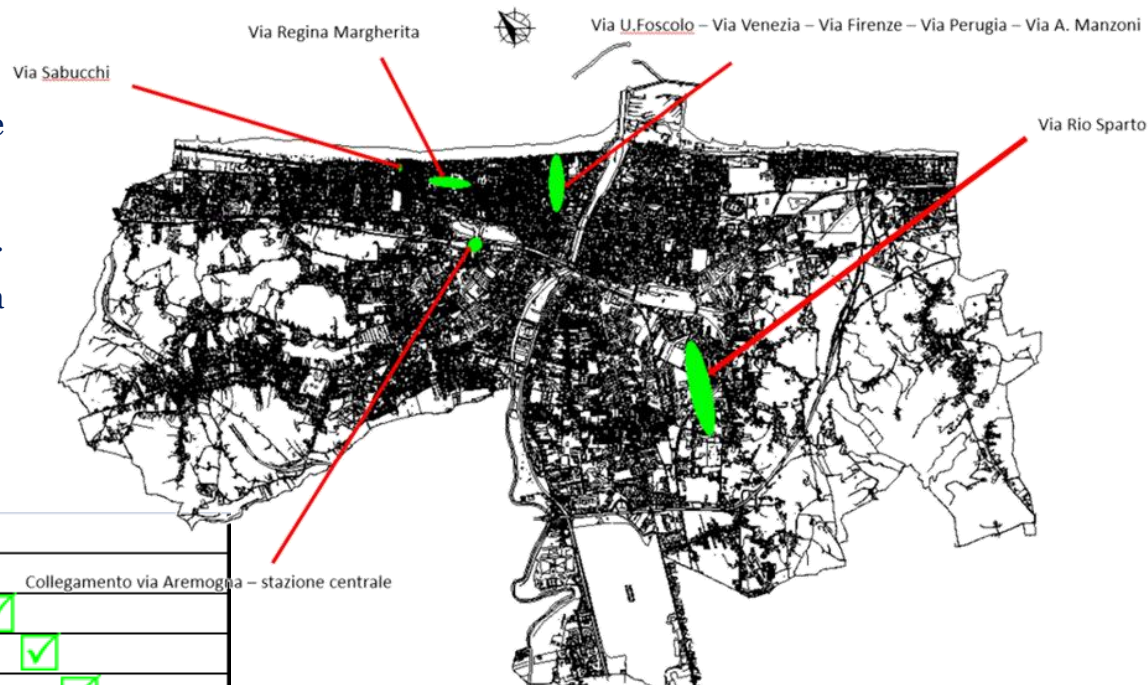 Via Regina Margherita
Via U.Foscolo – Via Venezia – Via Firenze – Via Perugia – Via A. Manzoni
Via Sabucchi
Via Rio Sparto
e
Collegamento via Aremogna – stazione centrale